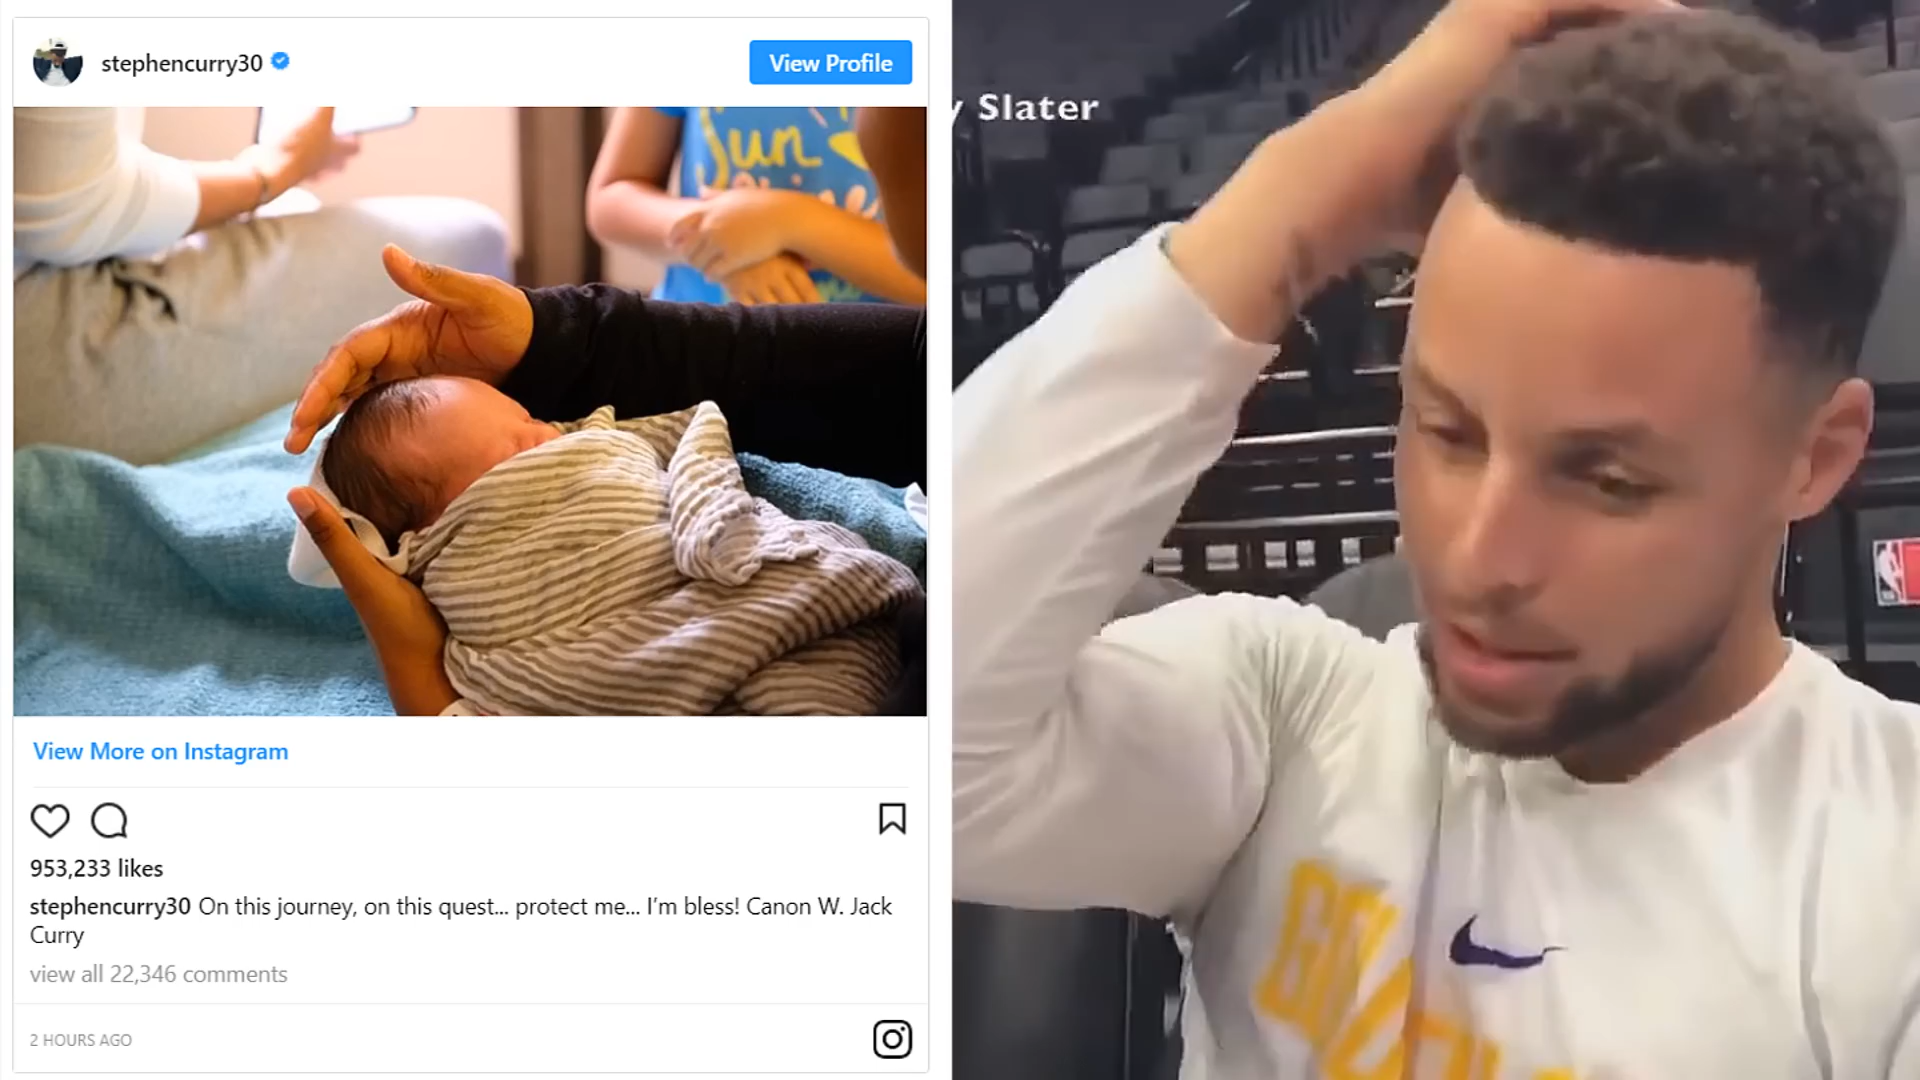 stephencurry30
View Profile
Sun
View More on Instagram
953,233 likes
stephencurry30 On this journey, on this quest... protect me... I'm bless! Canon W. Jack
Curry
view all 22,346 comments
2 HOURS AGO
Slater